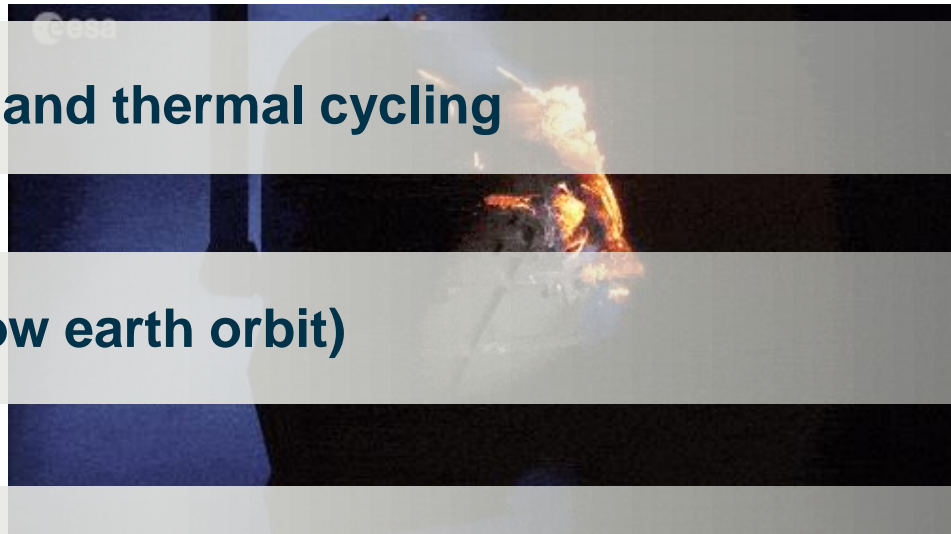 esa
and thermal cycling
ow earth orbit)